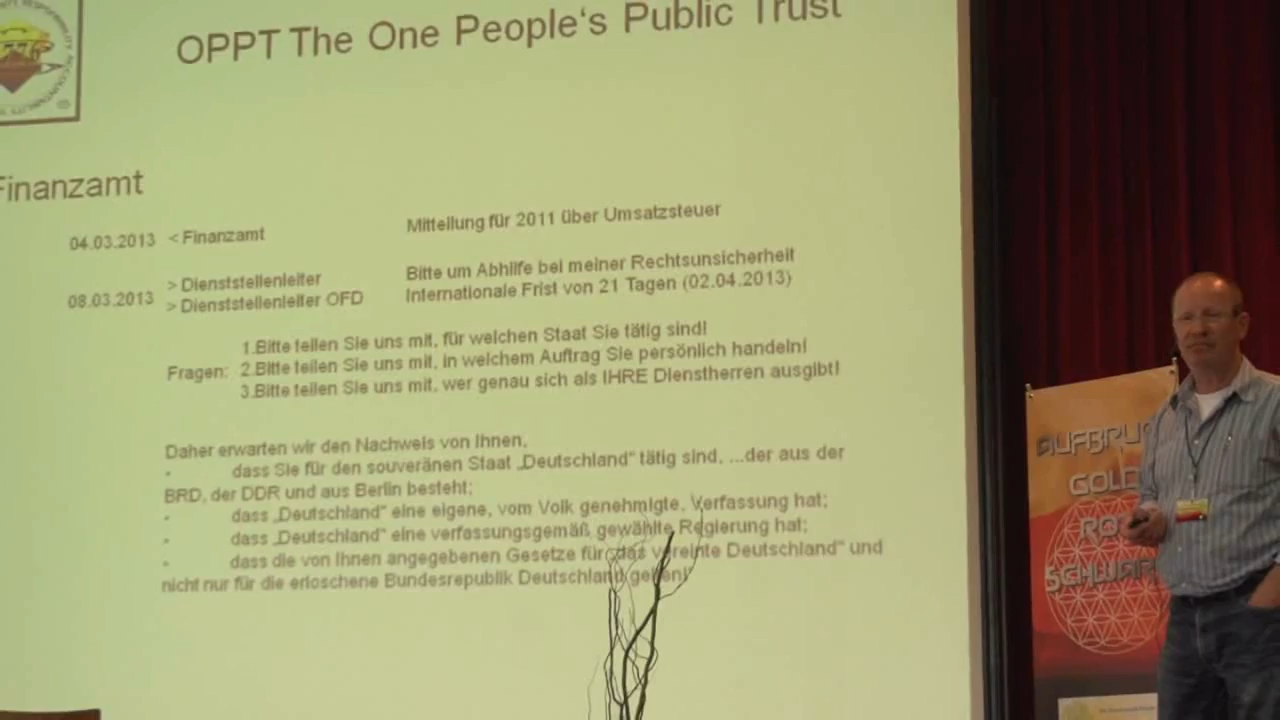 OPPT The One People's Public Trust
Finanzamt
04.03.2013 < Finanzamt Mitteilung für 2011 über Umsatzsteuer
08.03.2013 > Dienststellenleiter Bitte um Abhilfe bei meiner Rechtsunsicherheit
> Dienststellenleiter OFD Internationale Frist von 21 Tagen (02.04.2013)
Fragen: 1.Bitte teilen Sie uns mit, für welchen Staat Sie tätig sind!
2.Bitte teilen Sie uns mit, in welchem Auftrag Sie persönlich handeln!
3.Bitte teilen Sie uns mit, wer genau sich als IHRE Dienstherren ausgibt!
Daher erwarten wir den Nachweis von Ihnen,
- dass Sie für den souveränen Staat „Deutschland" tätig sind, ...der aus der
BRD, der DDR und aus Berlin besteht;
- dass „Deutschland" eine eigene, vom Volk genehmigte, Verfassung hat;
- dass „Deutschland" eine verfassungsgemäß gewählte Regierung hat;
- dass die von Ihnen angegebenen Gesetze für „das vereinte Deutschland" und
nicht nur für die erloschene Bundesrepublik Deutschland gelten!
AUFBRU
GOLD
ROT
SCHWARZ